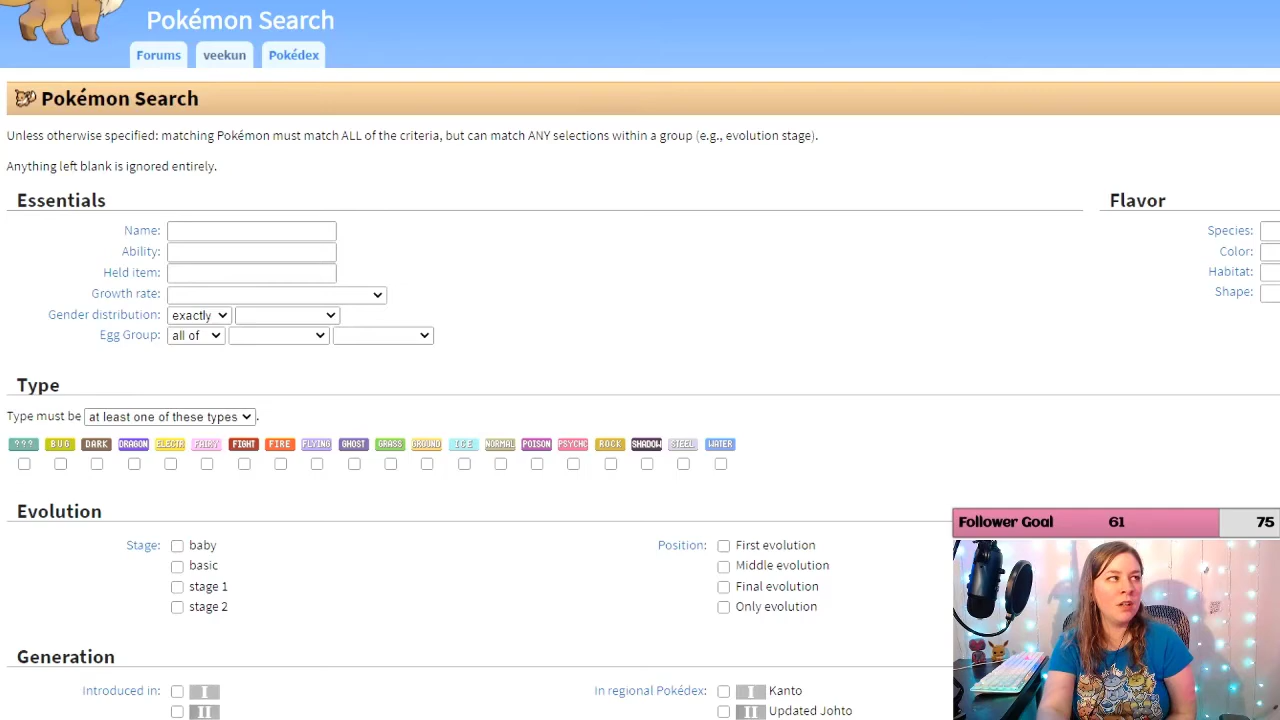 Pokémon Search
Forums veekun Pokédex
Pokémon Search
Unless otherwise specified: matching Pokémon must match ALL of the criteria, but can match ANY selections within a group (e.g., evolution stage).
Anything left blank is ignored entirely.
Essentials
Name:
Ability:
Held item:
Growth rate:
Gender distribution: exactly
Egg Group: all of
Flavor
Species:
Color:
Habitat:
Shape:
Type
Type must be at least one of these types.
??? BUG DARK DRAGON ELECTR FAIRY FIGHT FIRE FLYING GHOST GRASS GROUND ICE NORMAL POISON PSYCHC ROCK SHADOW STEEL WATER
Evolution
Stage: baby
basic
stage 1
stage 2
Position: First evolution
Middle evolution
Final evolution
Only evolution
Follower Goal 61 75
Generation
Introduced in: I
II
In regional Pokédex: I Kanto
II Updated Johto